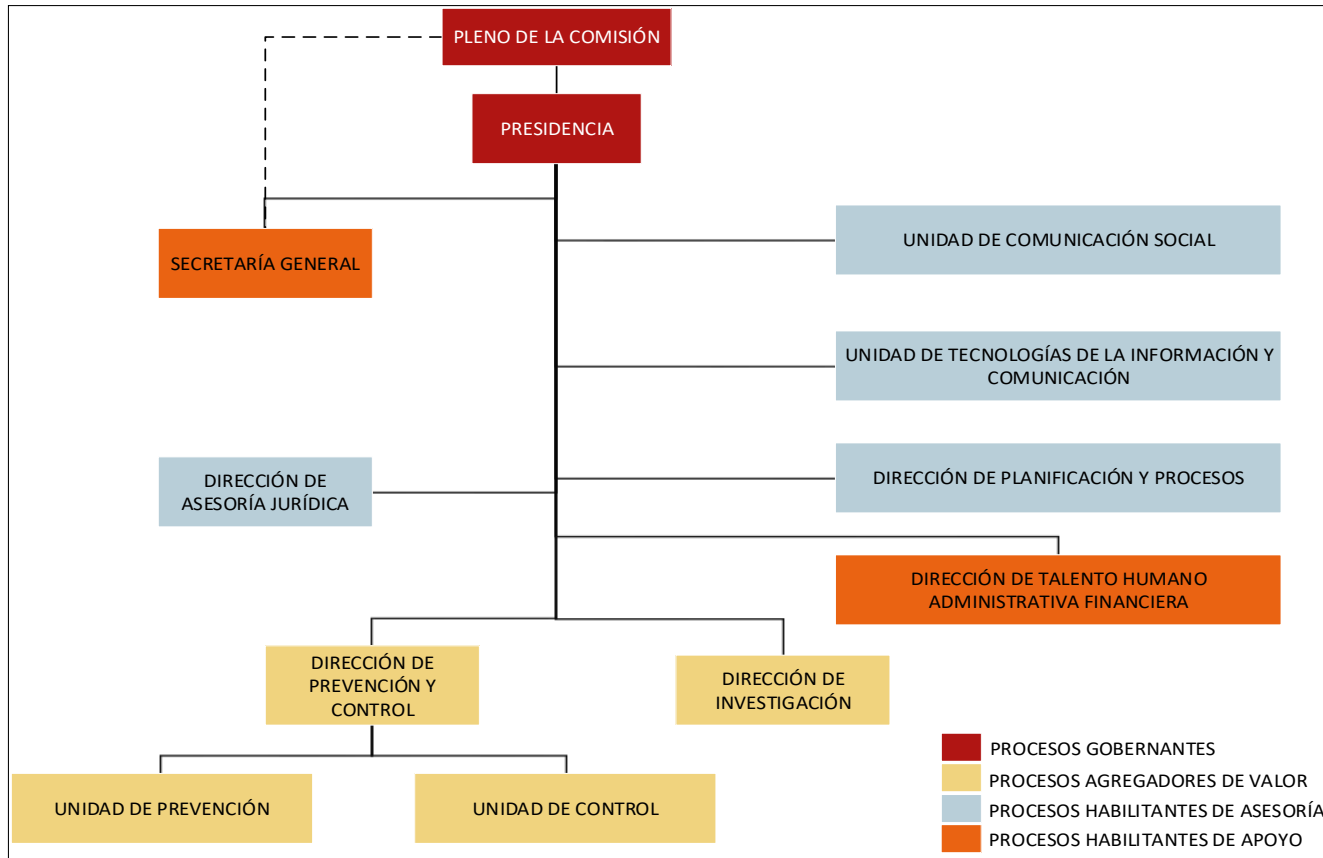 PLENO DE LA COMISIÓN
PRESIDENCIA
SECRETARÍA GENERAL
UNIDAD DE COMUNICACIÓN SOCIAL
UNIDAD DE TECNOLOGÍAS DE LA INFORMACIÓN Y
COMUNICACIÓN
DIRECCIÓN DE
ASESORÍA JURÍDICA
DIRECCIÓN DE PLANIFICACIÓN Y PROCESOS
DIRECCIÓN DE TALENTO HUMANO
ADMINISTRATIVA FINANCIERA
DIRECCIÓN DE
PREVENCIÓN Y
CONTROL
DIRECCIÓN DE
INVESTIGACIÓN
UNIDAD DE PREVENCIÓN
UNIDAD DE CONTROL
PROCESOS GOBERNANTES
PROCESOS AGREGADORES DE VALOR
PROCESOS HABILITANTES DE ASESORÍA
PROCESOS HABILITANTES DE APOYO